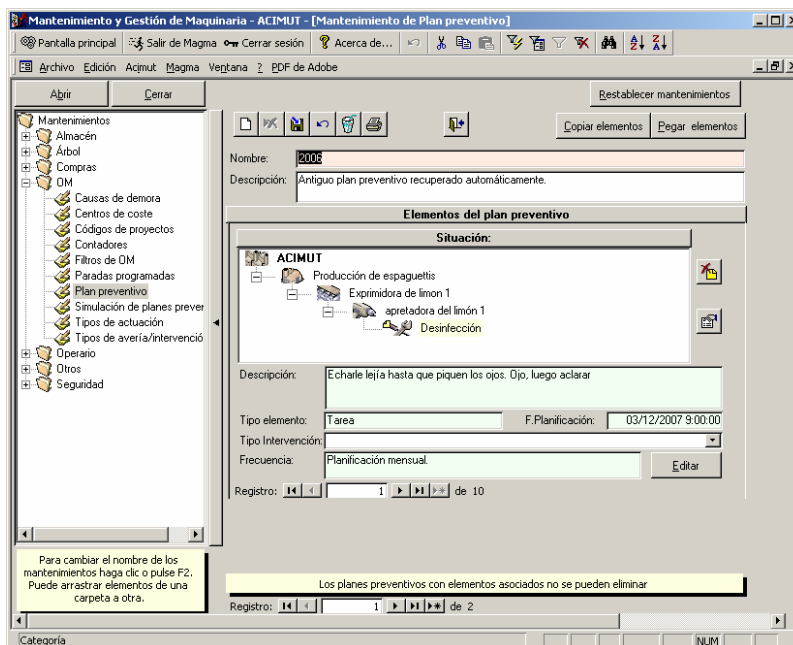 Mantenimiento y Gestión de Maquinaria - ACIMUT - [Mantenimiento de Plan preventivo]
Pantalla principal Salir de Magma Cerrar sesión Acerca de...
Archivo Edición Acimut Magma Ventana ? PDF de Adobe
Abrir Cerrar
Restablecer mantenimientos
Mantenimientos
Almacén
Árbol
Compras
OM
Causas de demora
Centros de coste
Códigos de proyectos
Contadores
Filtros de OM
Paradas programadas
Plan preventivo
Simulación de planes prever
Tipos de actuación
Tipos de avería/intervenció
Operario
Otros
Seguridad
Copiar elementos Pegar elementos
Nombre: 2006
Descripción: Antiguo plan preventivo recuperado automáticamente.
Elementos del plan preventivo
Situación:
ACIMUT
Producción de espaguettis
Exprimidora de limon 1
apretadora del limón 1
Desinfección
Descripción: Echarle lejía hasta que piquen los ojos. Ojo, luego aclarar
Tipo elemento: Tarea F.Planificación: 03/12/2007 9:00:00
Tipo Intervención:
Frecuencia: Planificación mensual. Editar
Registro: 1 de 10
Para cambiar el nombre de los
mantenimientos haga clic o pulse F2.
Puede arrastrar elementos de una
carpeta a otra.
Los planes preventivos con elementos asociados no se pueden eliminar
Registro: 1 de 2
Categoría NUM